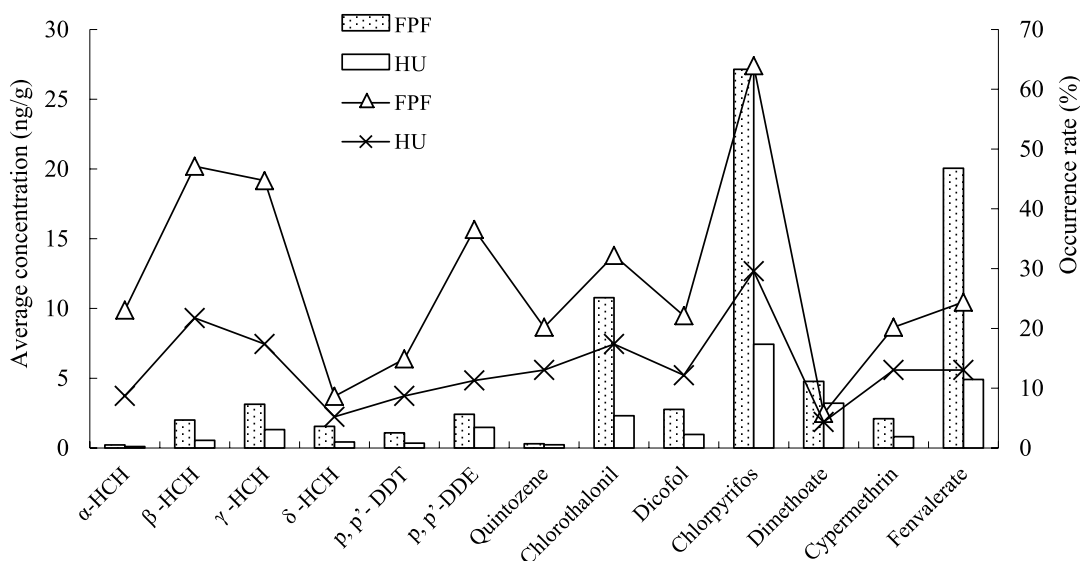 FPF
HU
FPF
HU
Average concentration (ng/g)
30
25
20
15
10
5
0
Occurrence rate (%)
70
60
50
40
30
20
10
0
α-HCH
β -HCH
γ -HCH
δ -HCH
p, p’- DDT
p, p’-DDE
Quintozene
Chlorothalonil
Dicofol
Chlorpyrifos
Dimethoate
Cypermethrin
Fenvalerate